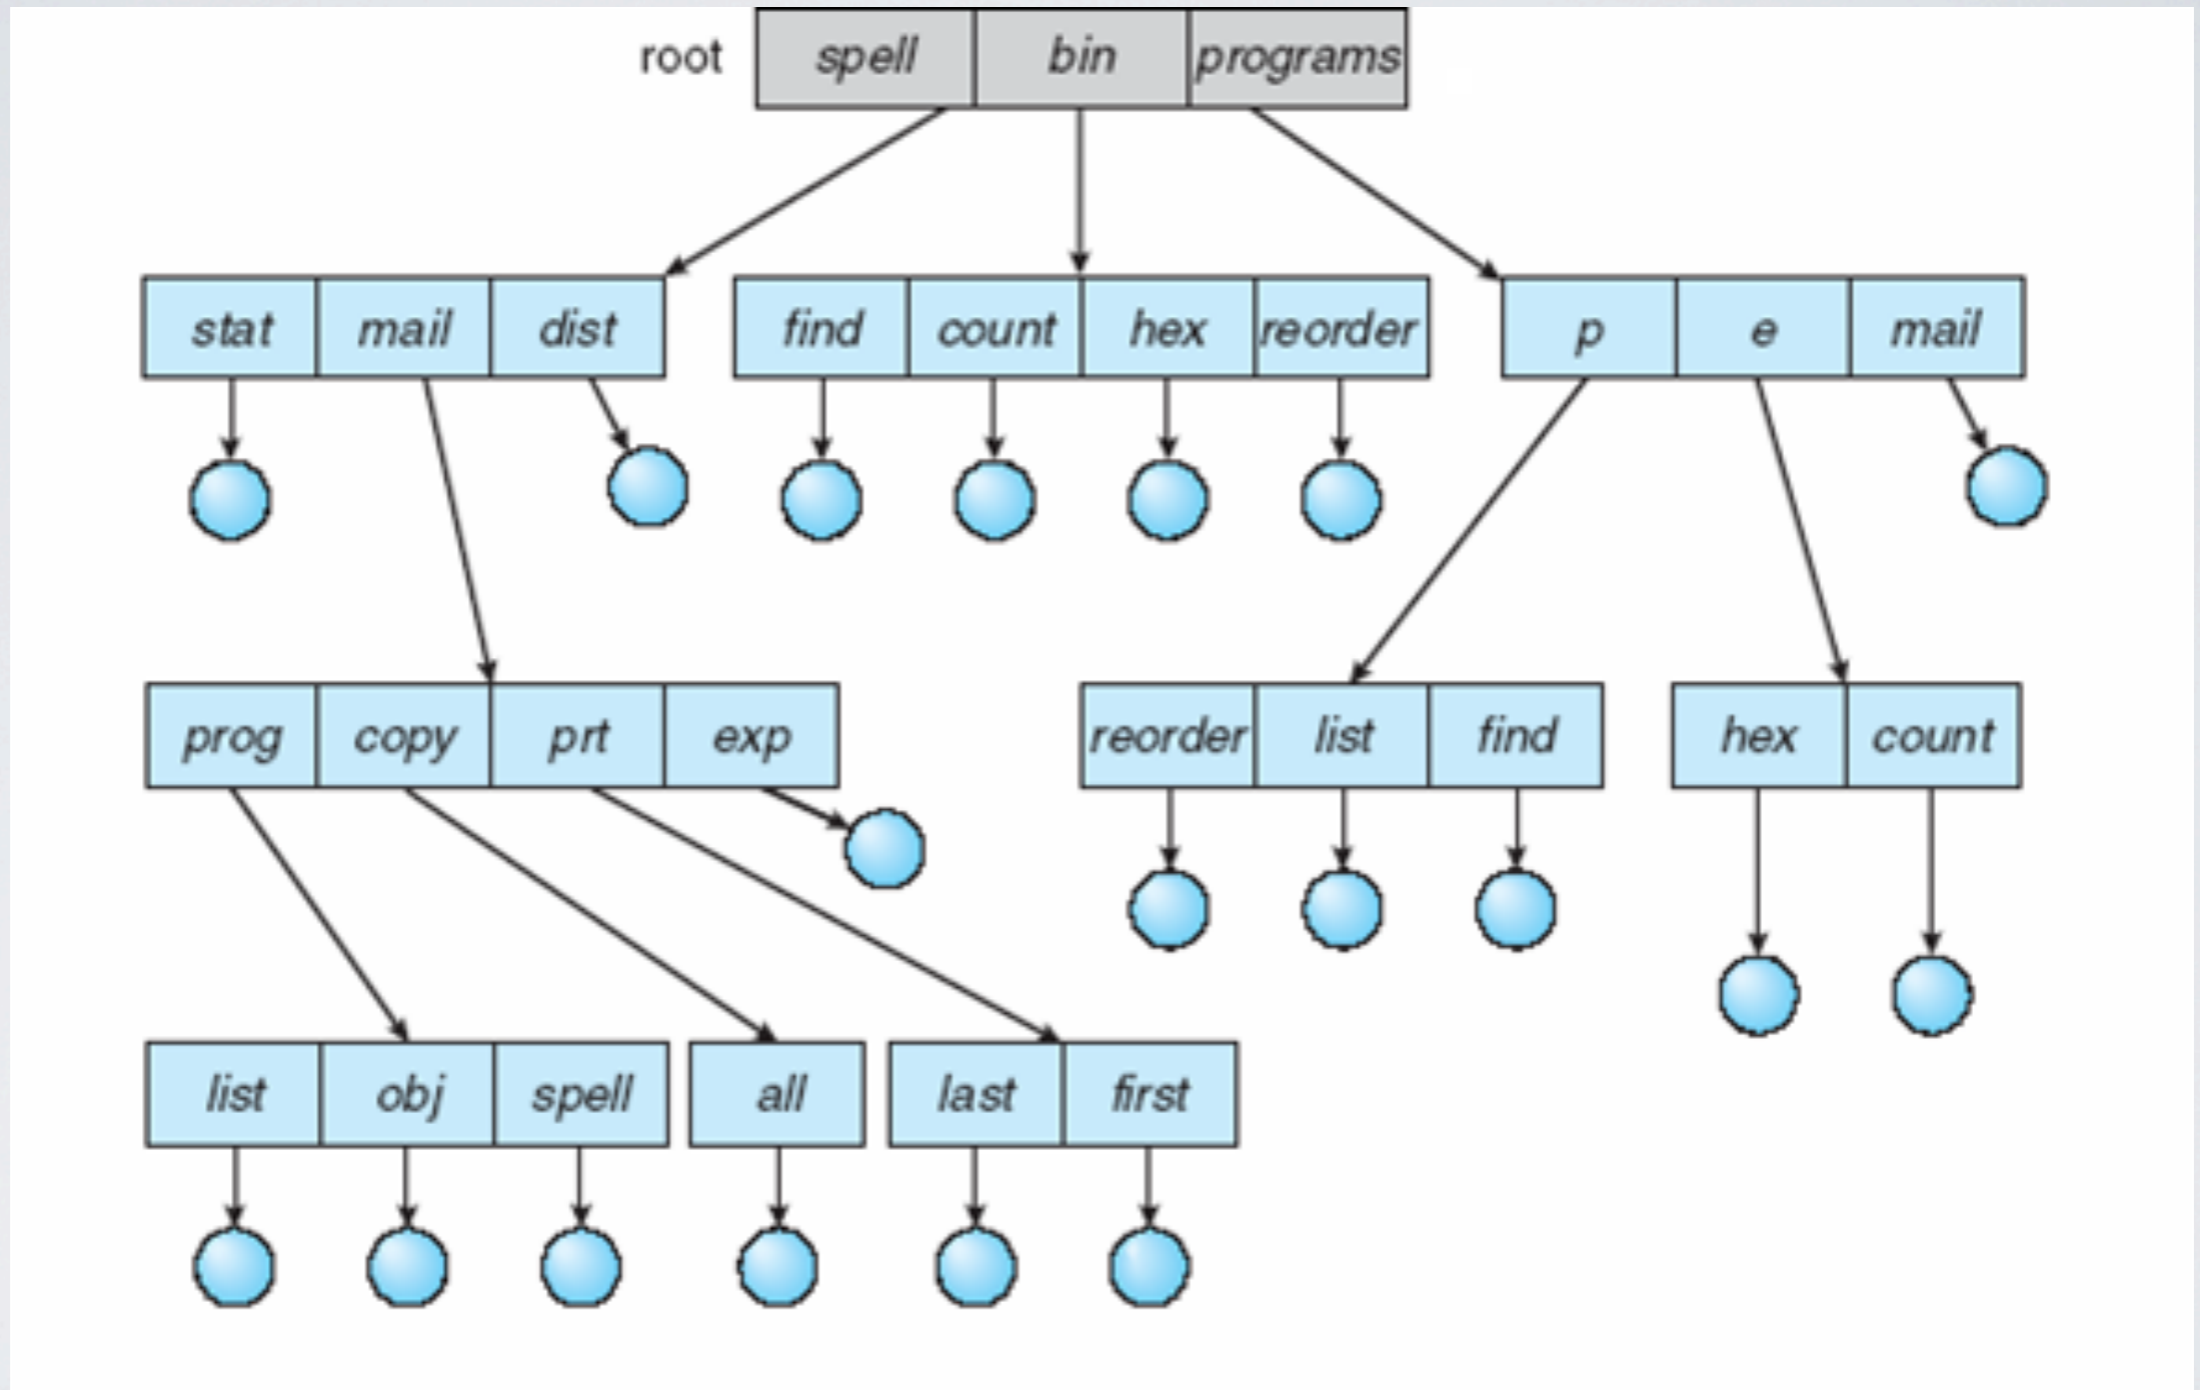 root spell bin programs
stat mail dist find count hex reorder p e mail
prog copy prt exp reorder list find hex count
list obj spell all last first